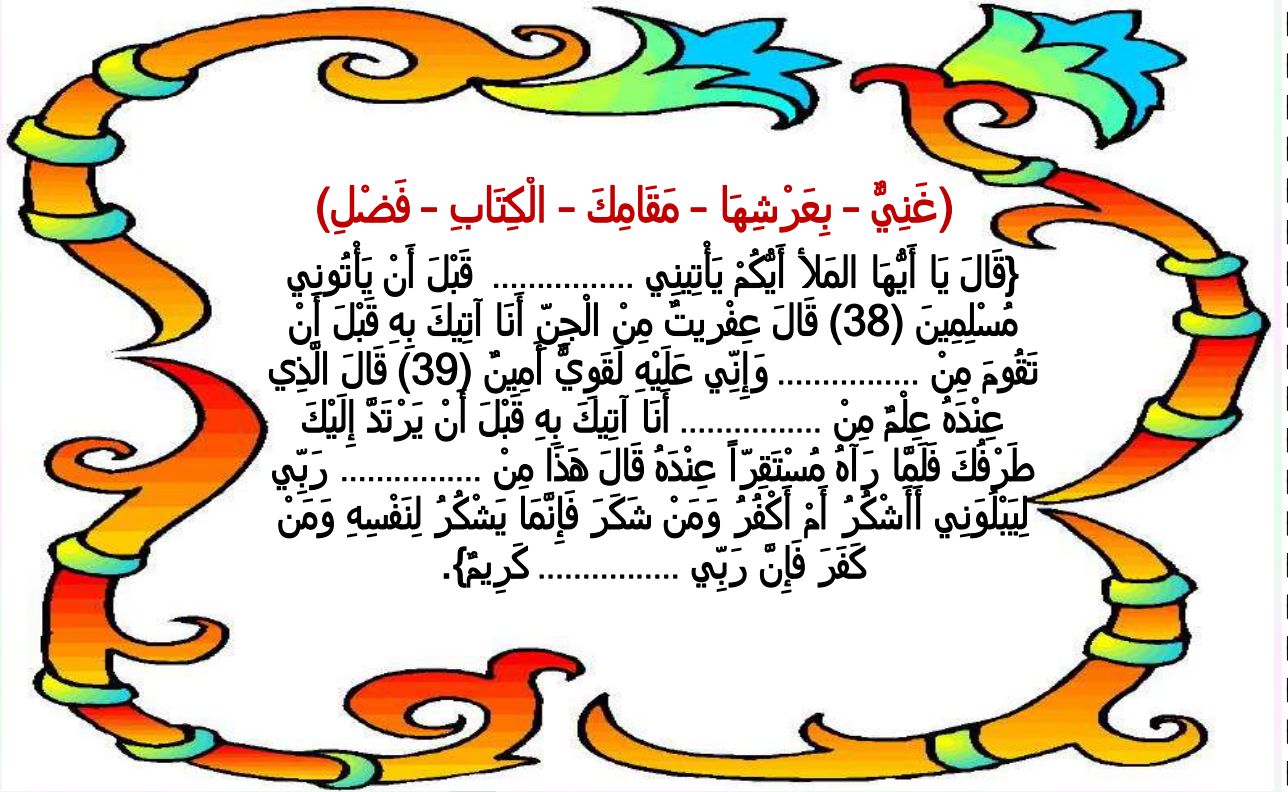 (غَنِيٌّ - بِعَرْشِهَا - مَقَامِكَ - الْكِتَابِ - فَضْلِ)
{قَالَ يَا أَيُّهَا المَلأ أَيُّكُمْ يَأْتِينِي ................ قَبْلَ أَنْ يَأْتُونِي
مُسْلِمِينَ (38) قَالَ عِفْريتٌ مِنْ الْجِنِّ أَنَا آتِيكَ بِهِ قَبْلَ أَنْ
تَقُومَ مِنْ ................ وَإِنِّي عَلَيْهِ لَقَوِيٌّ أَمِينٌ (39) قَالَ الَّذِي
عِنْدَهُ عِلْمٌ مِنْ ................ أَنَا آتِيكَ بِهِ قَبْلَ أَنْ يَرْتَدَّ إِلَيْكَ
طَرْفُكَ فَلَمَّا رَآهُ مُسْتَقِرّاً عِنْدَهُ قَالَ هَذَا مِنْ ................ رَبِّي
لِيَبْلُوَنِي أَأَشْكُرُ أَمْ أَكْفُرُ وَمَنْ شَكَرَ فَإِنَّمَا يَشْكُرُ لِنَفْسِهِ وَمَنْ
كَفَرَ فَإِنَّ رَبِّي ................ كَرِيمٌ}.